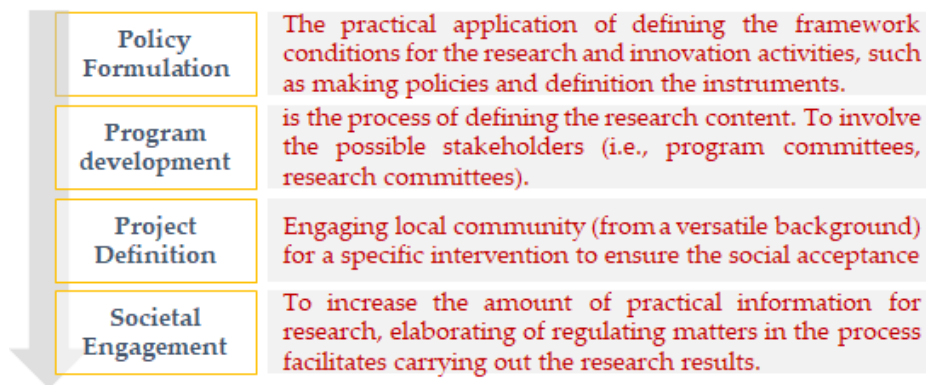 Policy
Formulation
The practical application of defining the framework
conditions for the research and innovation activities, such
as making policies and definition the instruments.
Program
development
is the process of defining the research content. To involve
the possible stakeholders (i.e., program committees,
research committees).
Project
Definition
Engaging local community (from a versatile background)
for a specific intervention to ensure the social acceptance
Societal
Engagement
To increase the amount of practical information for
research, elaborating of regulating matters in the process
facilitates carrying out the research results.